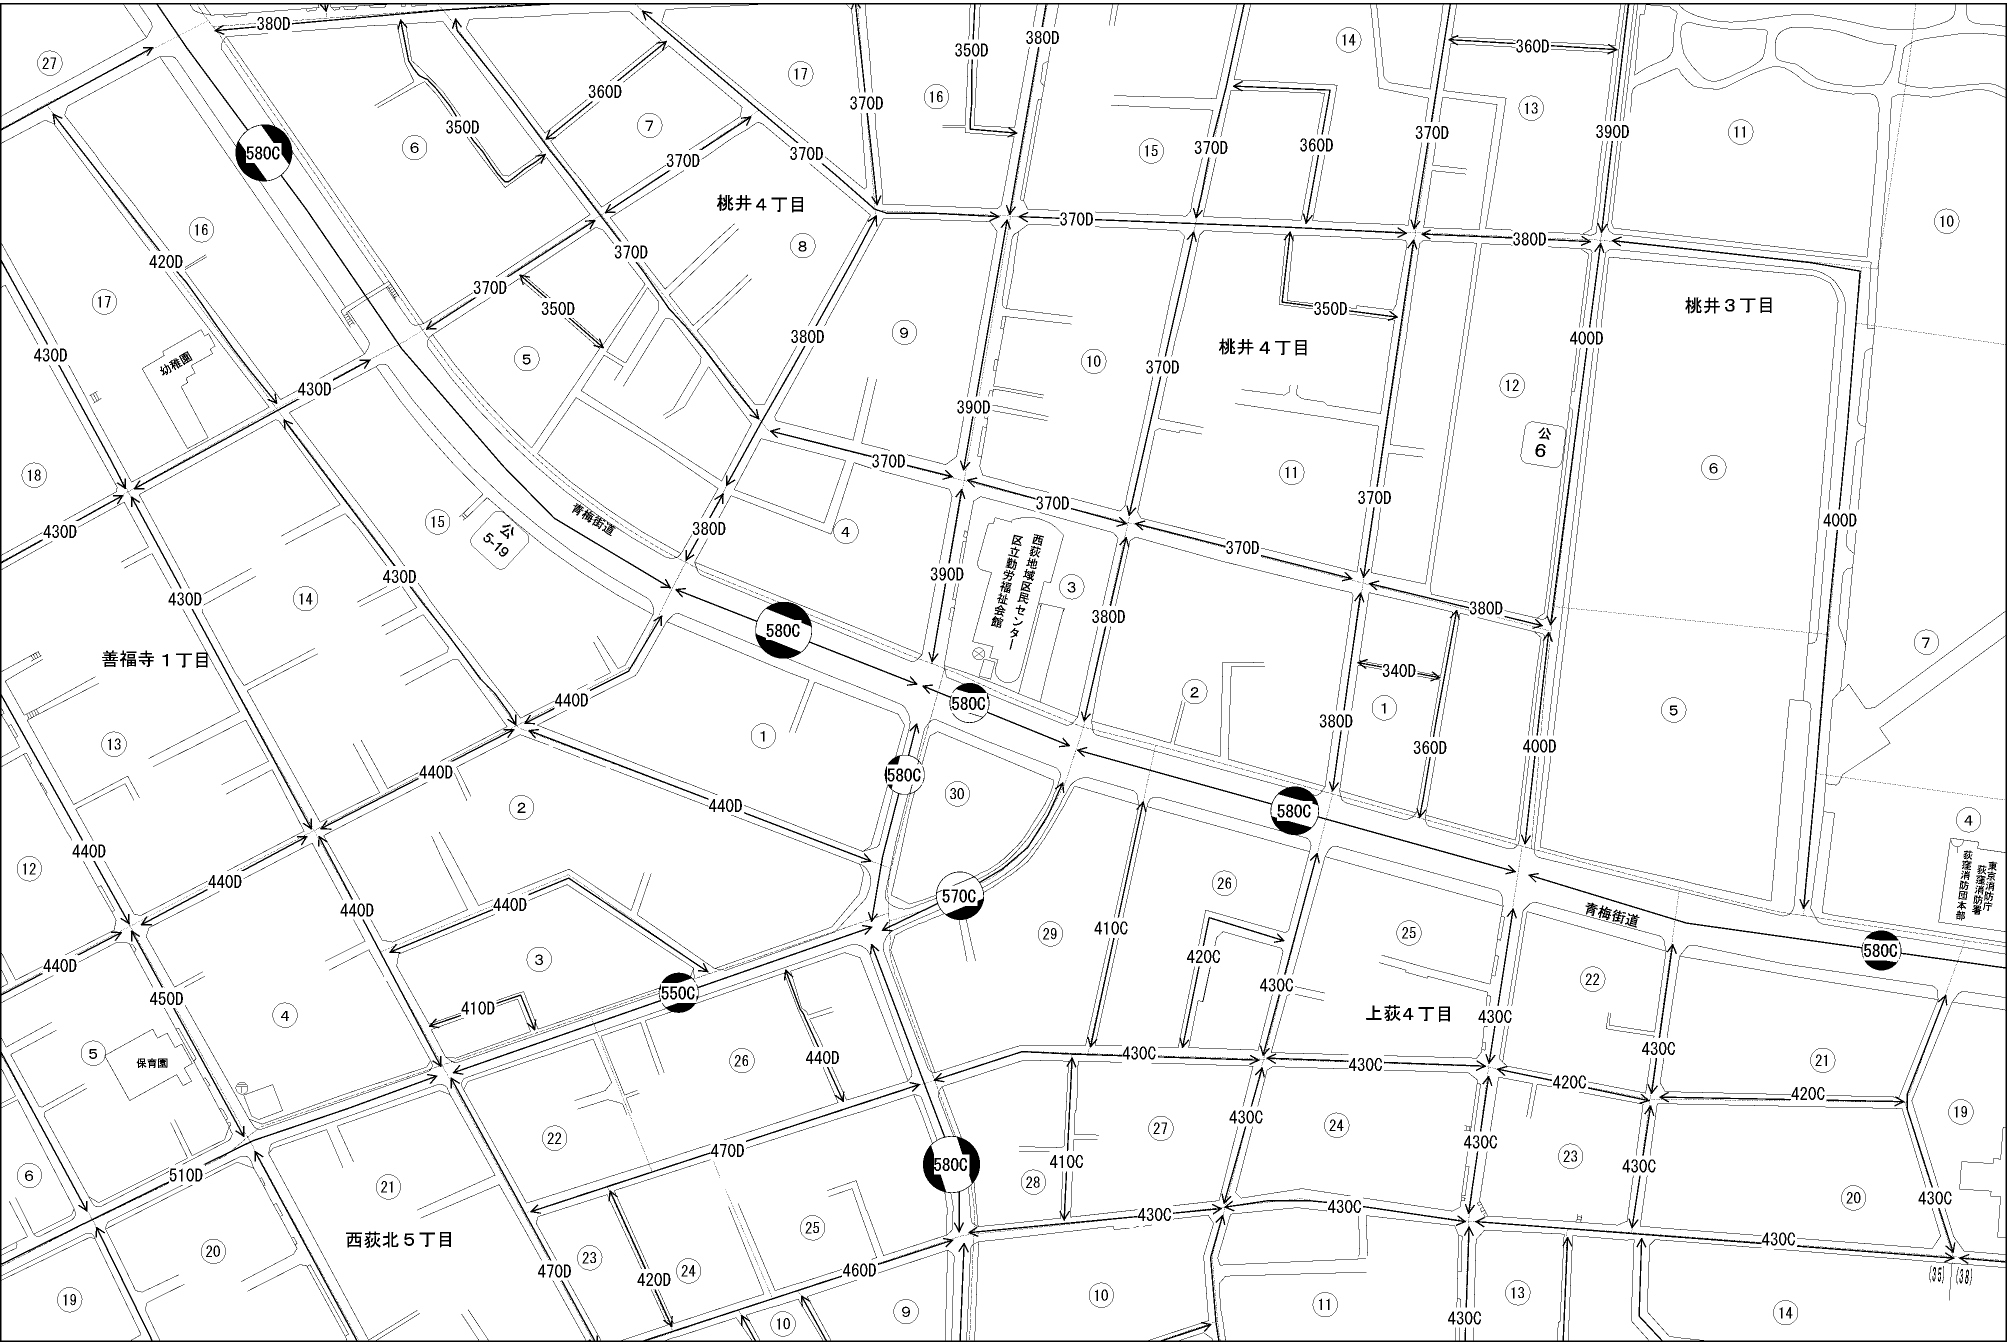 380D
27
580C
6
350D
360D
7
370D
370D
17
370D
16
350D
380D
15
370D
14
360D
370D
360D
13
390D
11
10
桃井４丁目
8
370D
380D
16
420D
17
370D
350D
370D
5
9
10
370D
桃井４丁目
350D
400D
桃井３丁目
幼稚園
430D
430D
390D
370D
12
公
6
18
430D
15
公
5-19
青梅街道
380D
4
370D
370D
11
370D
6
400D
430D
14
430D
580C
390D
西荻地域区民センター
区立勤労福祉会館
3
380D
370D
380D
340D
善福寺１丁目
440D
580C
2
380D
1
360D
400D
5
7
13
1
580C
30
440D
440D
2
580C
4
東京消防庁
荻窪消防署
荻窪消防団本部
12
440D
440D
440D
440D
570C
29
410C
26
420C
25
青梅街道
580C
440D
450D
3
550C
410D
430C
上荻４丁目
430C
22
4
5
保育園
26
440D
430C
430C
420C
430C
21
420C
22
510D
6
21
470D
580C
28
410C
27
430C
24
430C
23
430C
20
430C
19
西荻北５丁目
20
470D
23
420D
24
25
460D
430C
430C
430C
(35)
(38)
19
10
9
10
11
430C
13
14